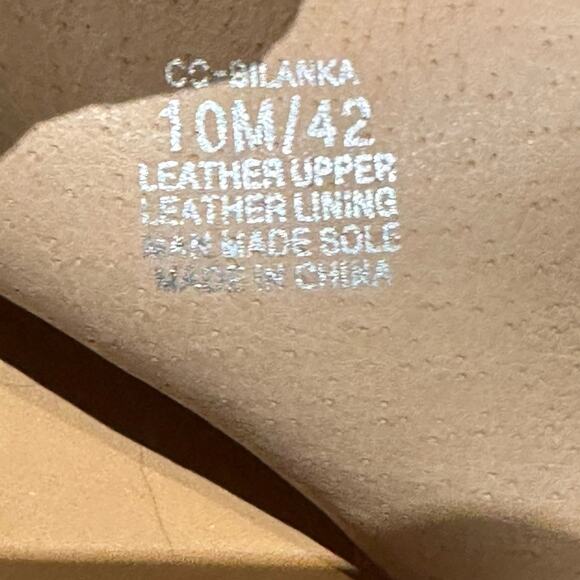 CO-BILANKA
10M/42
LEATHER UPPER
LEATHER LINING
MAN MADE SOLE
MADE IN CHINA